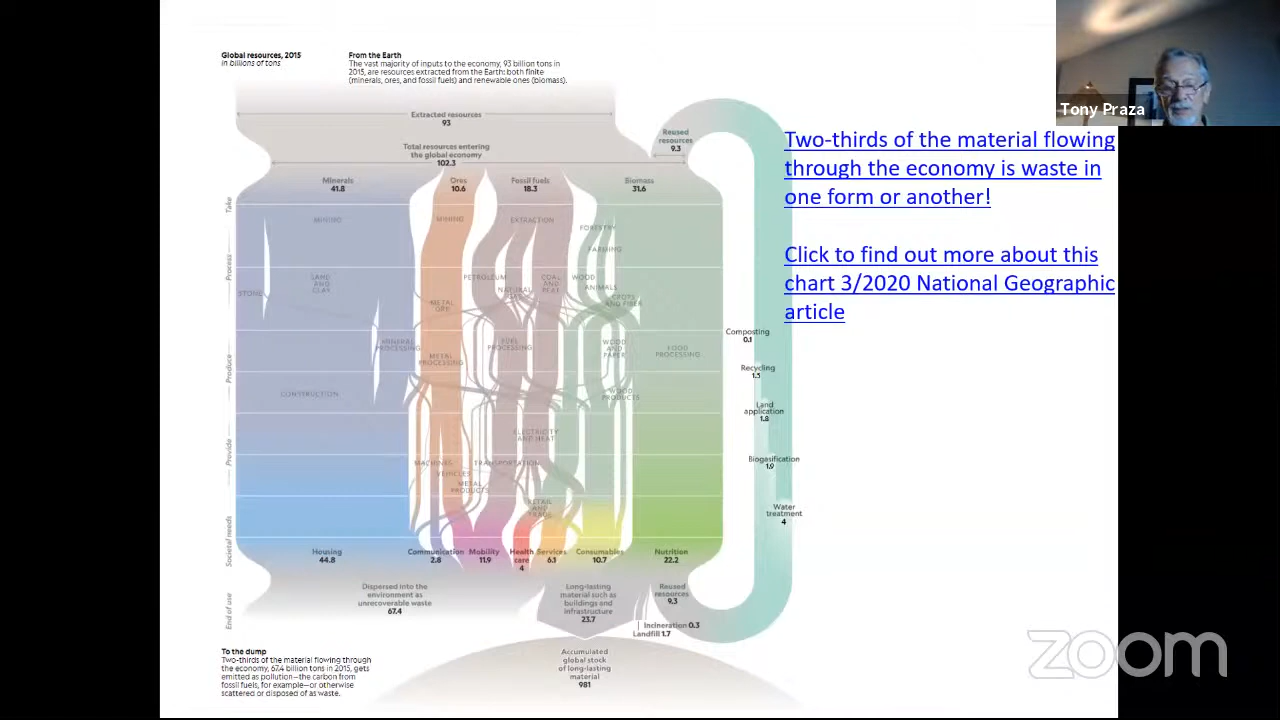 Global resources, 2015
in billions of tons
From the Earth
The vast majority of inputs to the economy, 93 billion tons in
2015, are resources extracted from the Earth: both finite
(minerals, ores, and fossil fuels) and renewable ones (biomass).
Tony Praza
Extracted resources
93
Reused
resources
9.3
Total resources entering
the global economy
102.3
Two-thirds of the material flowing
through the economy is waste in
one form or another!
Click to find out more about this
chart 3/2020 National Geographic
article
Minerals
41.8
Ores
10.6
Fossil fuels
18.3
Biomass
31.6
Take
MINING
MINING
EXTRACTION
FORESTRY
FARMING
Process
STONE
SAND
AND
CLAY
METAL
ORE
PETROLEUM
NATURAL
GAS
COAL
AND
PEAT
WOOD
ANIMALS
CROPS
AND FIBER
Produce
MINERAL
PROCESSING
METAL
PROCESSING
FUEL
PROCESSING
WOOD
AND
PAPER
FOOD
PROCESSING
CONSTRUCTION
WOOD
PRODUCTS
Provide
ELECTRICITY
AND HEAT
MACHINES
TRANSPORTATION
VEHICLES
METAL
PRODUCTS
RETAIL
AND
TRADE
Composting
0.1
Recycling
1.5
Land
application
1.8
Biogasification
1.9
Water
treatment
4
Societal needs
Housing
44.8
Communication
2.8
Mobility
11.9
Health
care
4
Services
6.1
Consumables
10.7
Nutrition
22.2
End of use
Dispersed into the
environment as
unrecoverable waste
67.4
Long-lasting
material such as
buildings and
infrastructure
23.7
Reused
resources
9.3
Incineration 0.3
Landfill 1.7
To the dump
Two-thirds of the material flowing through
the economy, 67.4 billion tons in 2015, gets
emitted as pollution—the carbon from
fossil fuels, for example—or otherwise
scattered or disposed of as waste.
Accumulated
global stock
of long-lasting
material
981
zoom